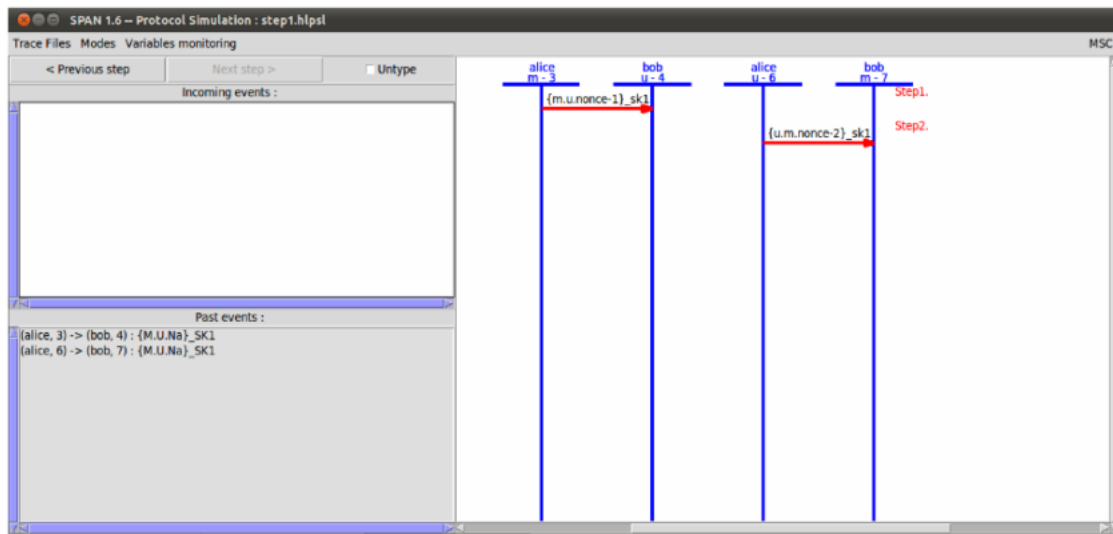 SPAN 1.6 -- Protocol Simulation : step1.hlpsl
Trace Files Modes Variables monitoring MSC
< Previous step Next step > Untype
Incoming events :
Past events :
(alice, 3) -> (bob, 4) : {M.U.Na}_SK1
(alice, 6) -> (bob, 7) : {M.U.Na}_SK1
alice bob alice bob
m - 3 u - 4 u - 6 m - 7
{m.u.nonce-1}_sk1 Step1.
{u.m.nonce-2}_sk1 Step2.